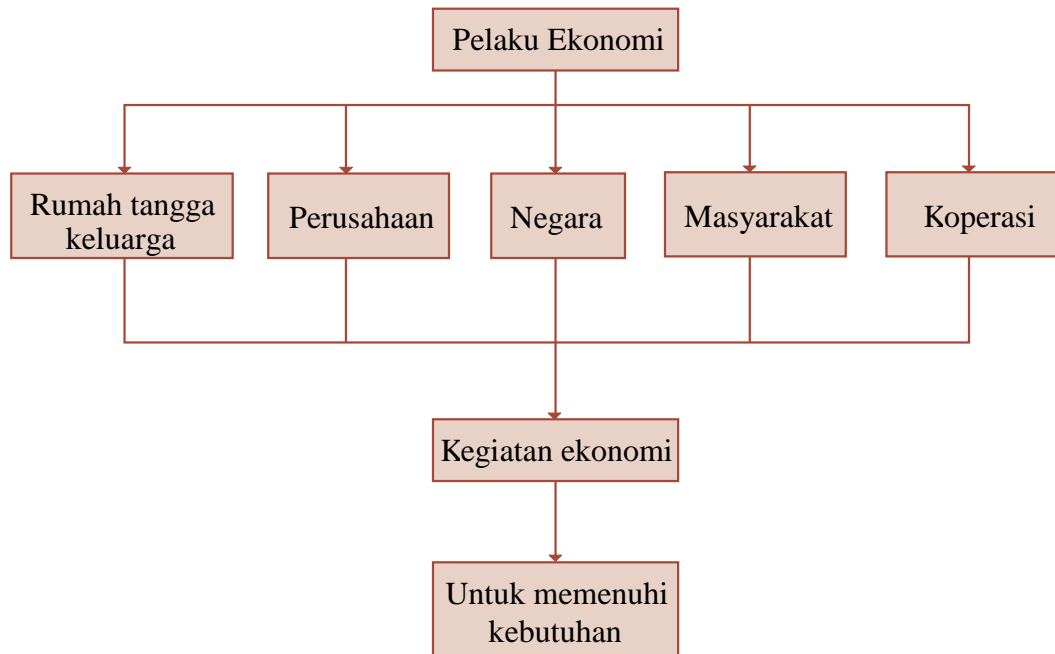 Pelaku Ekonomi
Rumah tangga
keluarga
Perusahaan
Negara
Masyarakat
Koperasi
Kegiatan ekonomi
Untuk memenuhi
kebutuhan